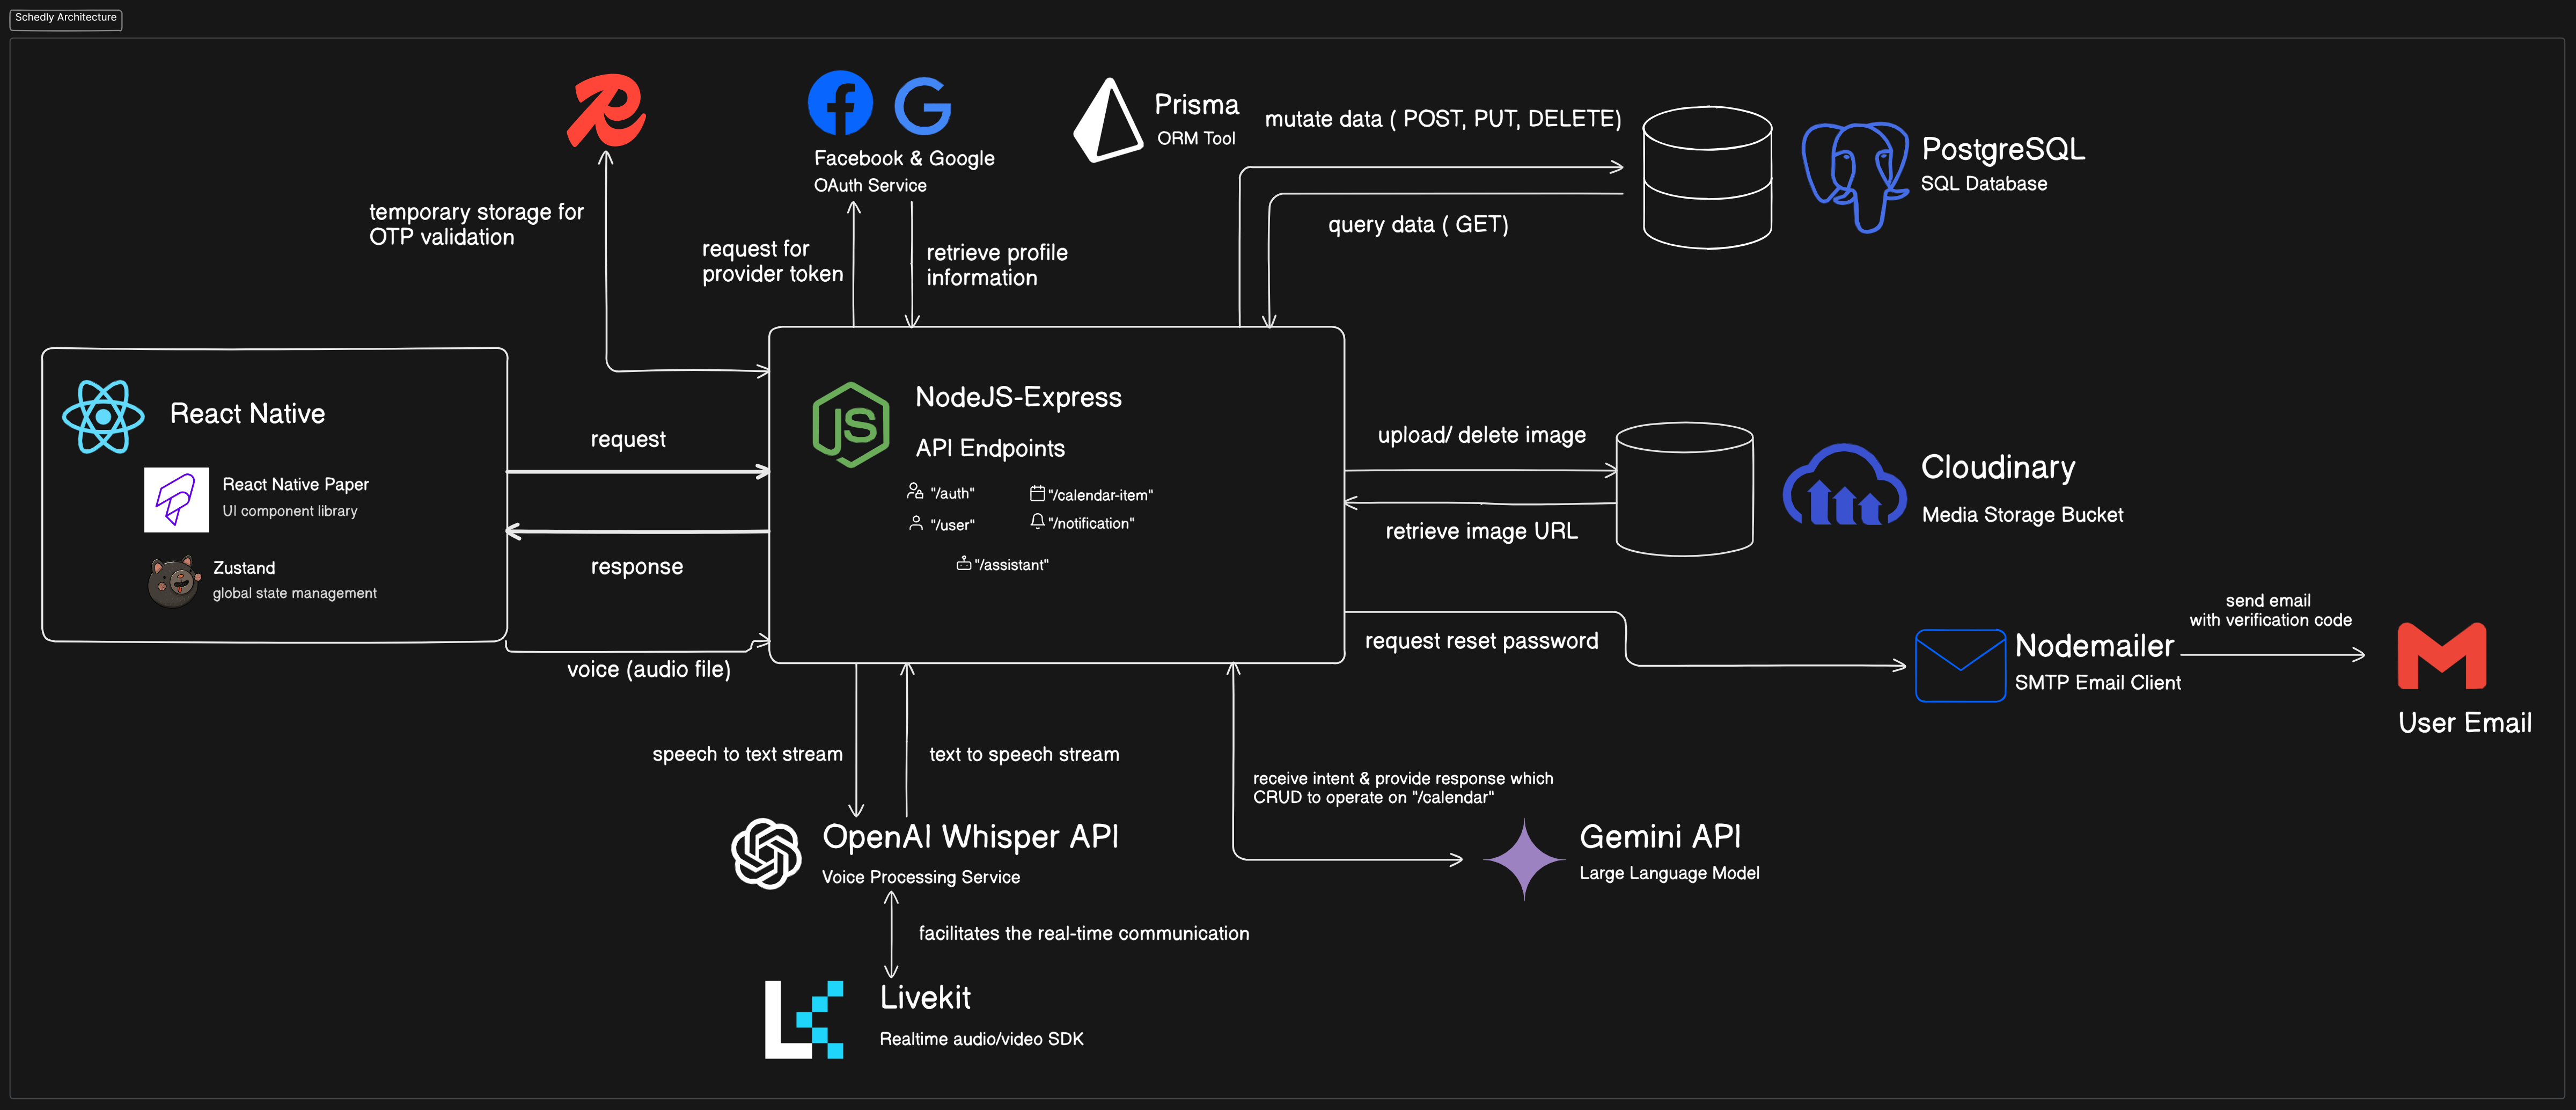 Schedly Architecture
Facebook & Google
OAuth Service
Prisma
ORM Tool
mutate data ( POST, PUT, DELETE)
query data ( GET)
PostgreSQL
SQL Database
temporary storage for
OTP validation
request for
provider token
retrieve profile
information
React Native
React Native Paper
UI component library
Zustand
global state management
request
response
voice (audio file)
JS
NodeJS-Express
API Endpoints
"/auth"
"/calendar-item"
"/user"
"/notification"
"/assistant"
upload/ delete image
retrieve image URL
Cloudinary
Media Storage Bucket
request reset password
Nodemailer
SMTP Email Client
send email
with verification code
User Email
speech to text stream
text to speech stream
receive intent & provide response which
CRUD to operate on "/calendar"
OpenAI Whisper API
Voice Processing Service
Gemini API
Large Language Model
facilitates the real-time communication
Livekit
Realtime audio/video SDK